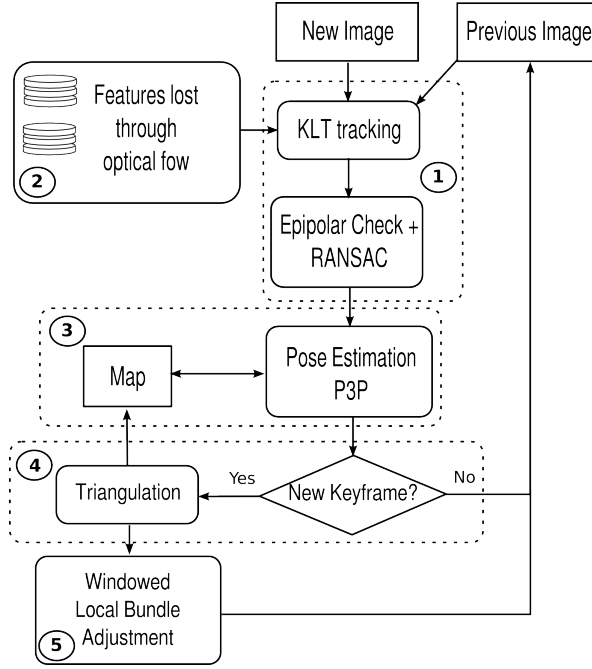 New Image
Previous Image
Features lost
through
optical fow
2
KLT tracking
1
Epipolar Check +
RANSAC
3
Map
Pose Estimation
P3P
4
Triangulation
Yes
New Keyframe?
No
Windowed
Local Bundle
Adjustment
5